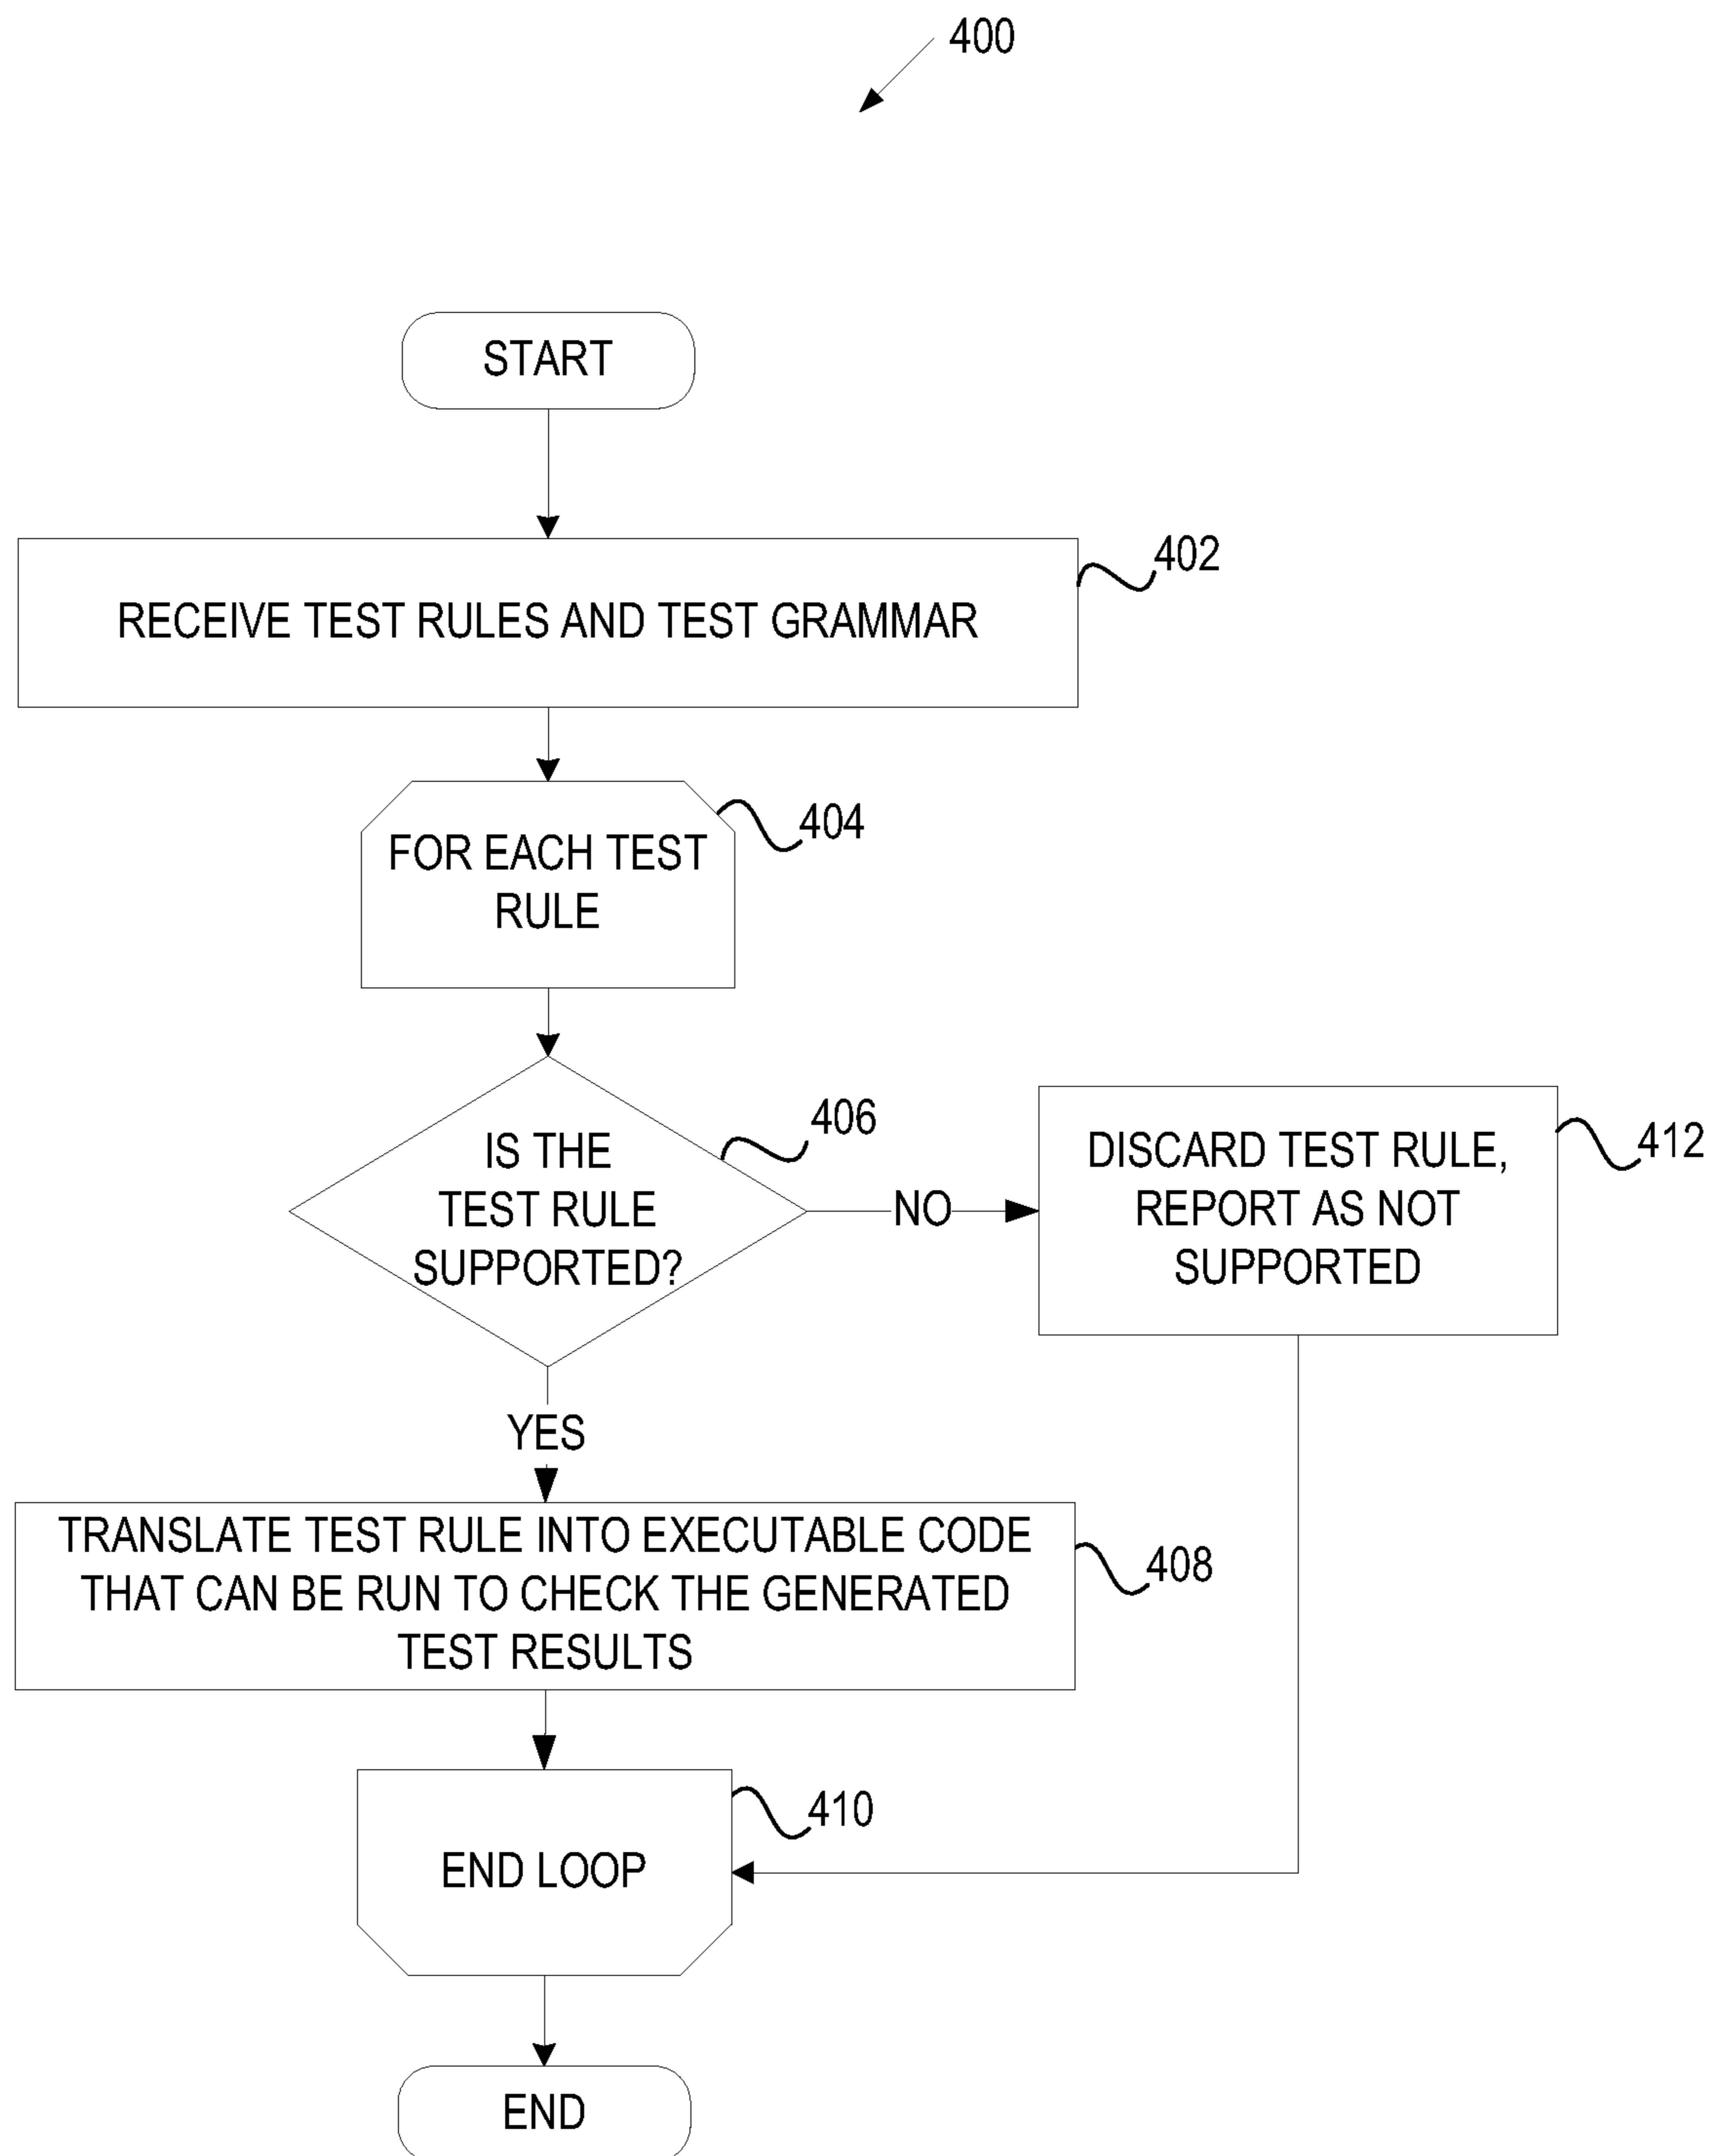 400
START
402
RECEIVE TEST RULES AND TEST GRAMMAR
404
FOR EACH TEST
RULE
406
IS THE
TEST RULE
SUPPORTED?
NO
DISCARD TEST RULE,
REPORT AS NOT
SUPPORTED
412
YES
TRANSLATE TEST RULE INTO EXECUTABLE CODE
THAT CAN BE RUN TO CHECK THE GENERATED
TEST RESULTS
408
410
END LOOP
END